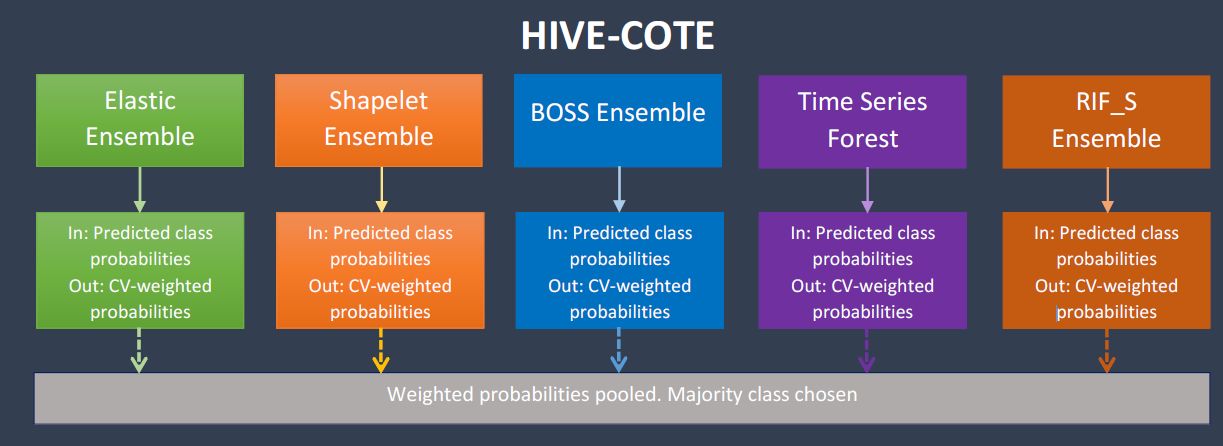 HIVE-COTE
Elastic
Ensemble
Shapelet
Ensemble
BOSS Ensemble
Time Series
Forest
RIF_S
Ensemble
In: Predicted class
probabilities
Out: CV-weighted
probabilities
In: Predicted class
probabilities
Out: CV-weighted
probabilities
In: Predicted class
probabilities
Out: CV-weighted
probabilities
In: Predicted class
probabilities
Out: CV-weighted
probabilities
In: Predicted class
probabilities
Out: CV-weighted
probabilities
Weighted probabilities pooled. Majority class chosen